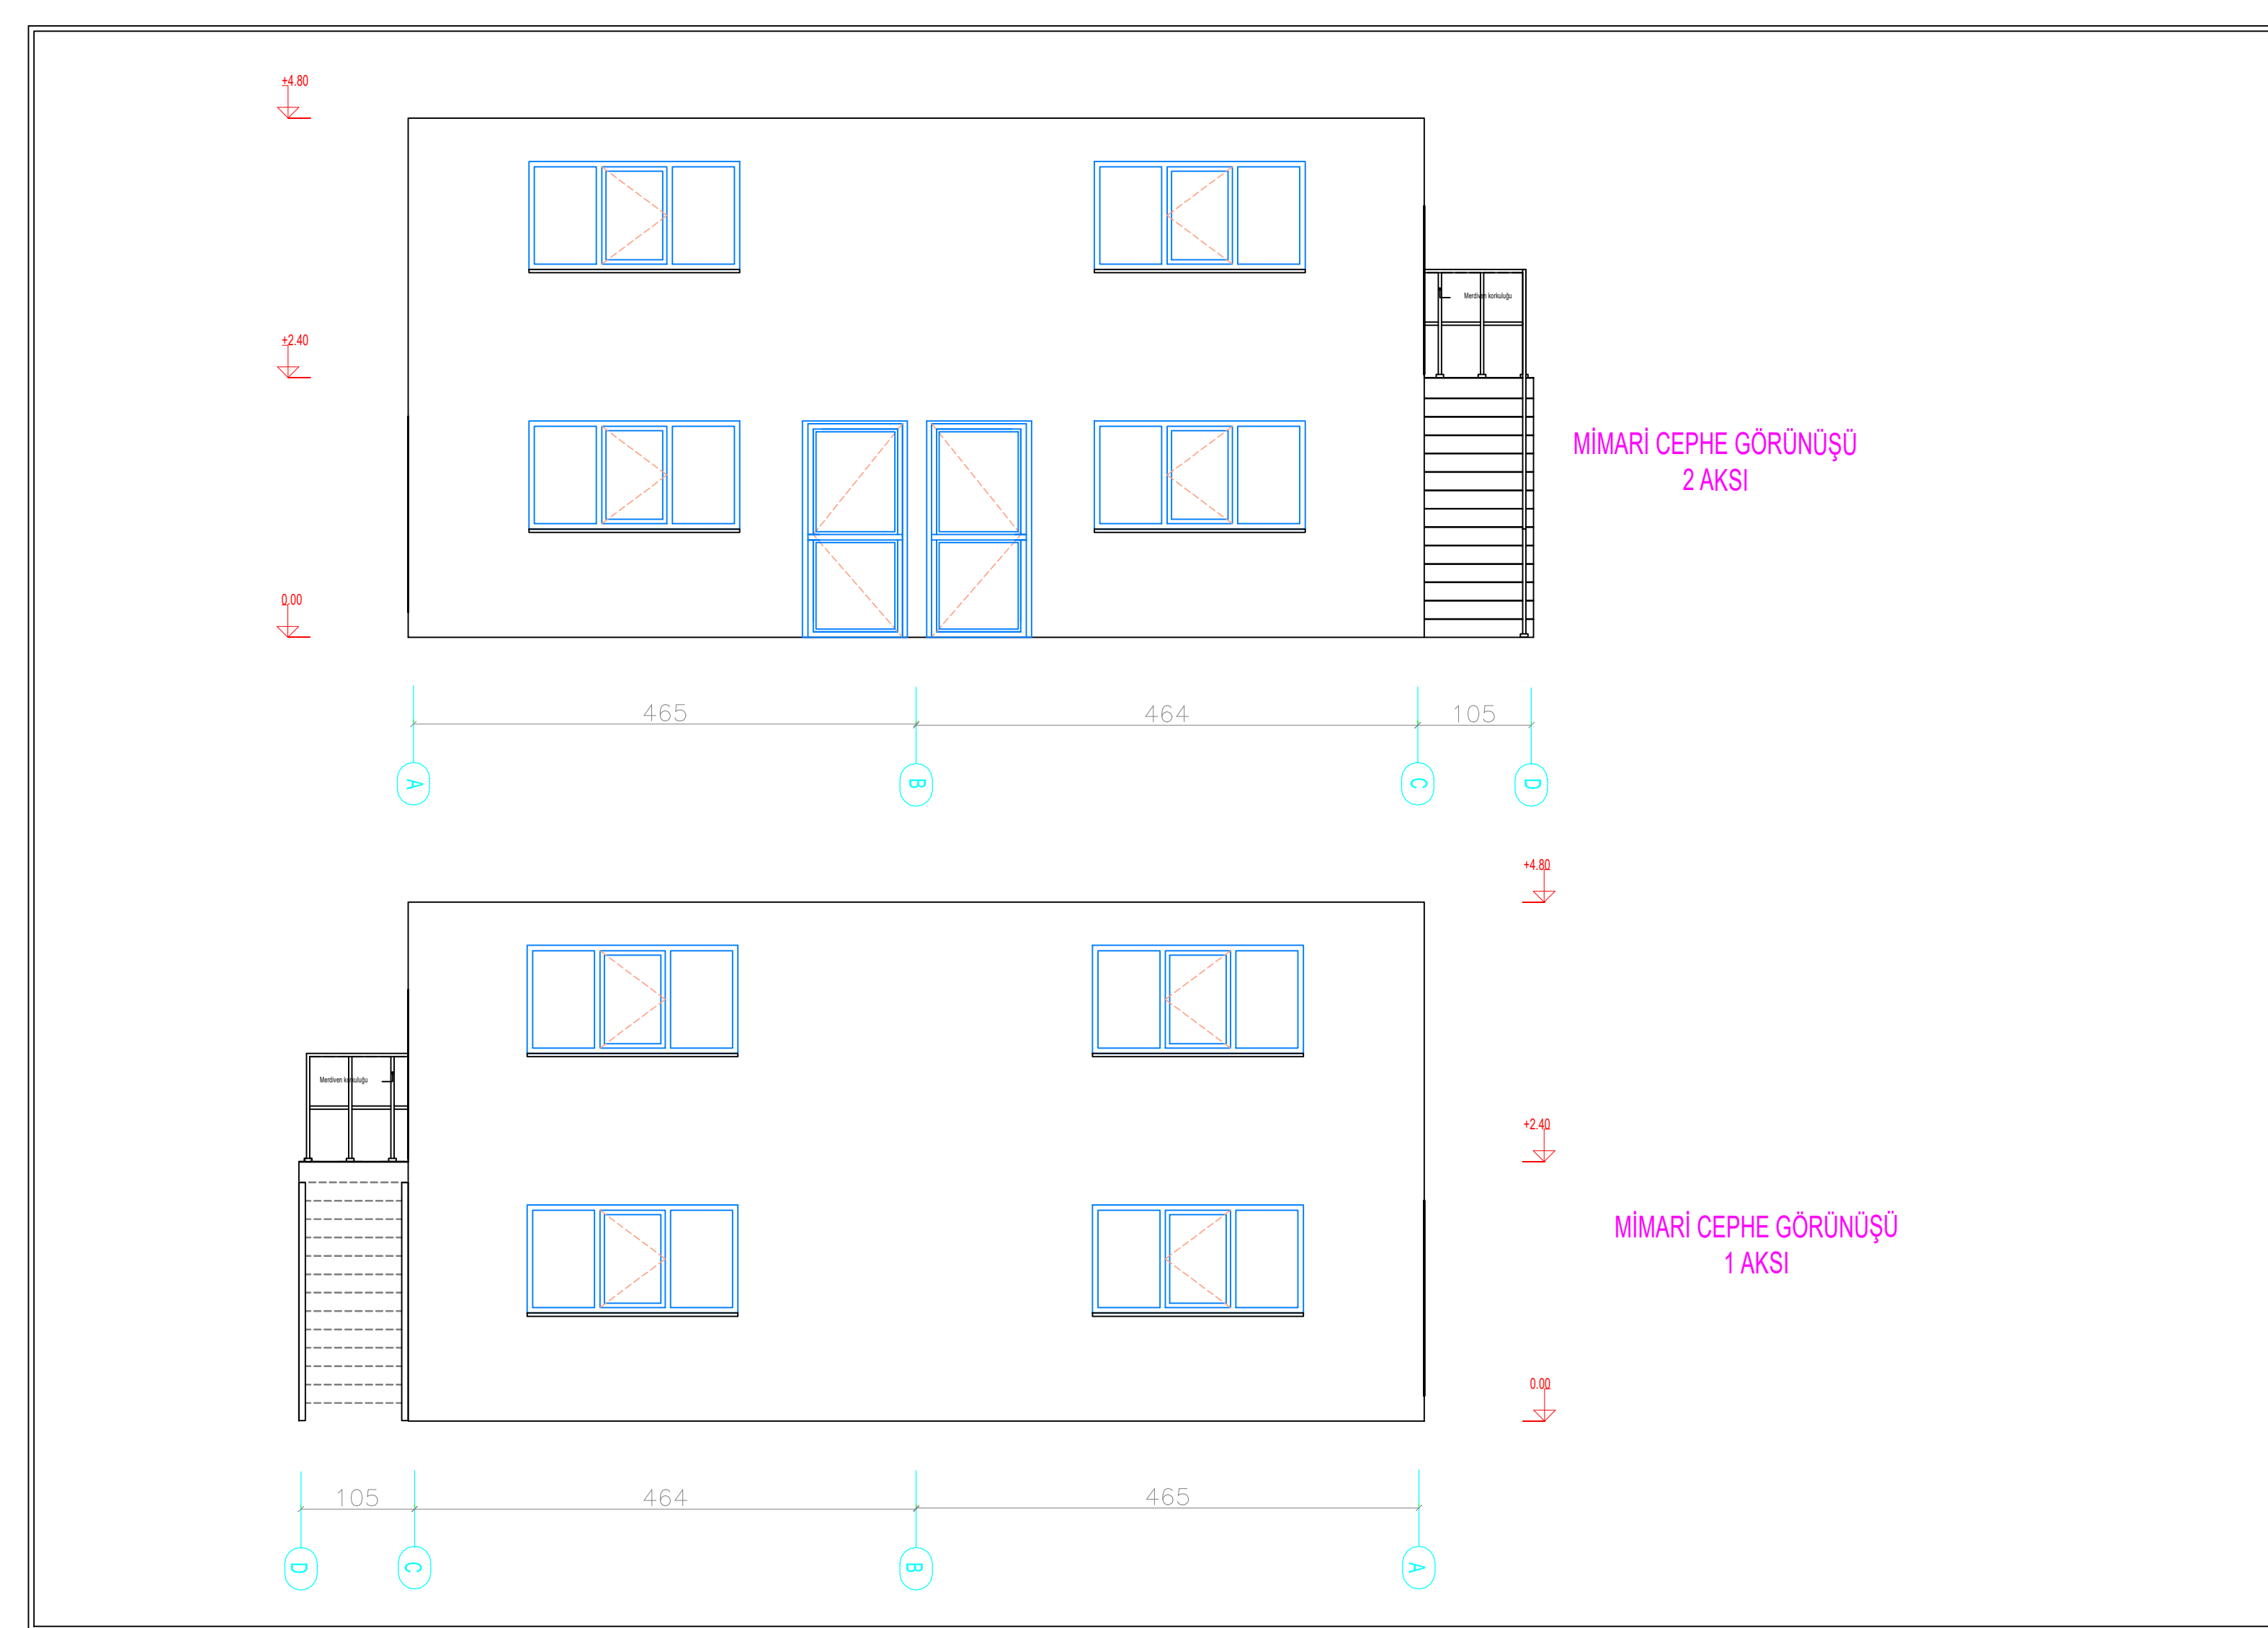 ±4.80
Merdiven korkuluğu
±2.40
MİMARİ CEPHE GÖRÜNÜŞÜ
2 AKSI
0.00
465
464
105
A
B
C
D
+4.80
Merdiven korkuluğu
+2.40
MİMARİ CEPHE GÖRÜNÜŞÜ
1 AKSI
0.00
105
464
465
D
C
B
A